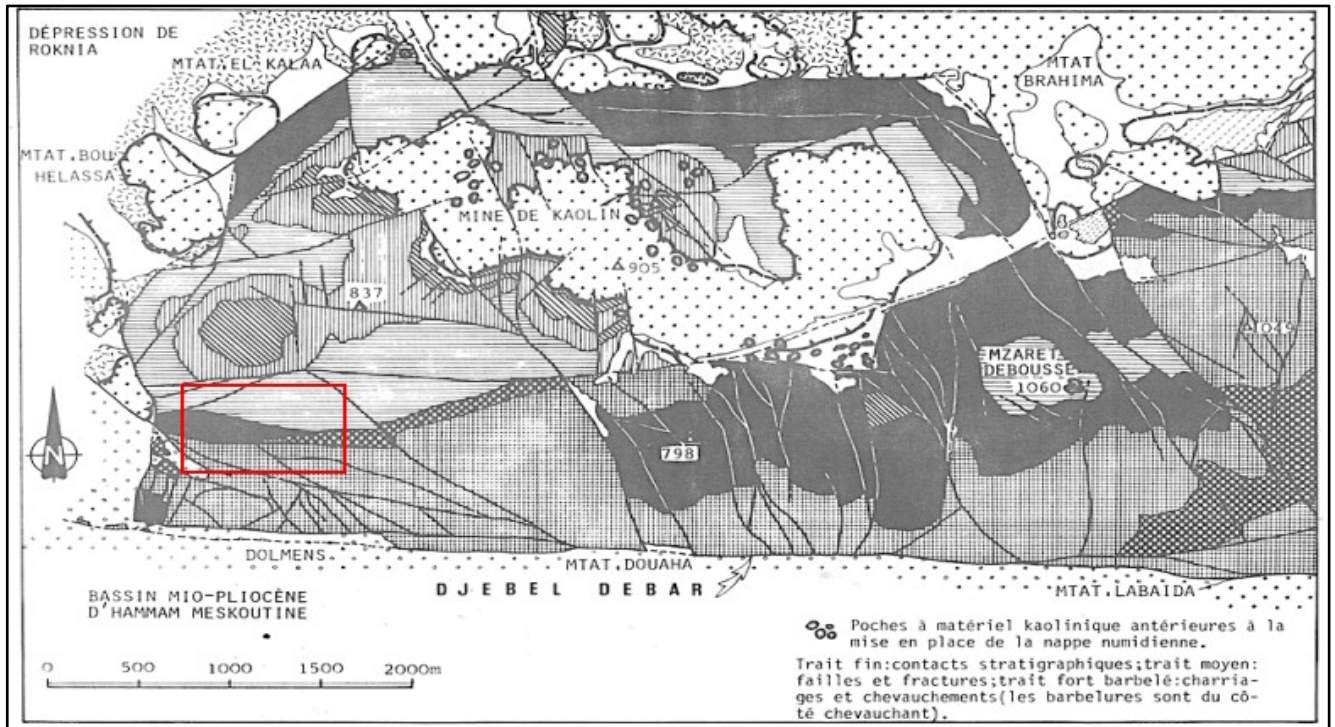 DÉPRESSION DE
ROKNIA
MTAT.EL KALAA
MTAT
BRAHIMA
MTAT.BOU
HELASSA
MINE DE KAOLIN
905
837
1049
MZARET
DEBOUSSE
1060
N
798
DOLMENS
MTAT.DOUAHA
DJEBEL DEBAR
MTAT.LABAIDA
BASSIN MIO-PLIOCÈNE
D'HAMMAM MESKOUTINE
0 500 1000 1500 2000m
Poches à matériel kaolinique antérieures à la
mise en place de la nappe numidienne.
Trait fin:contacts stratigraphiques;trait moyen:
failles et fractures;trait fort barbelé:charria-
ges et chevauchements(les barbelures sont du cô-
té chevauchant).